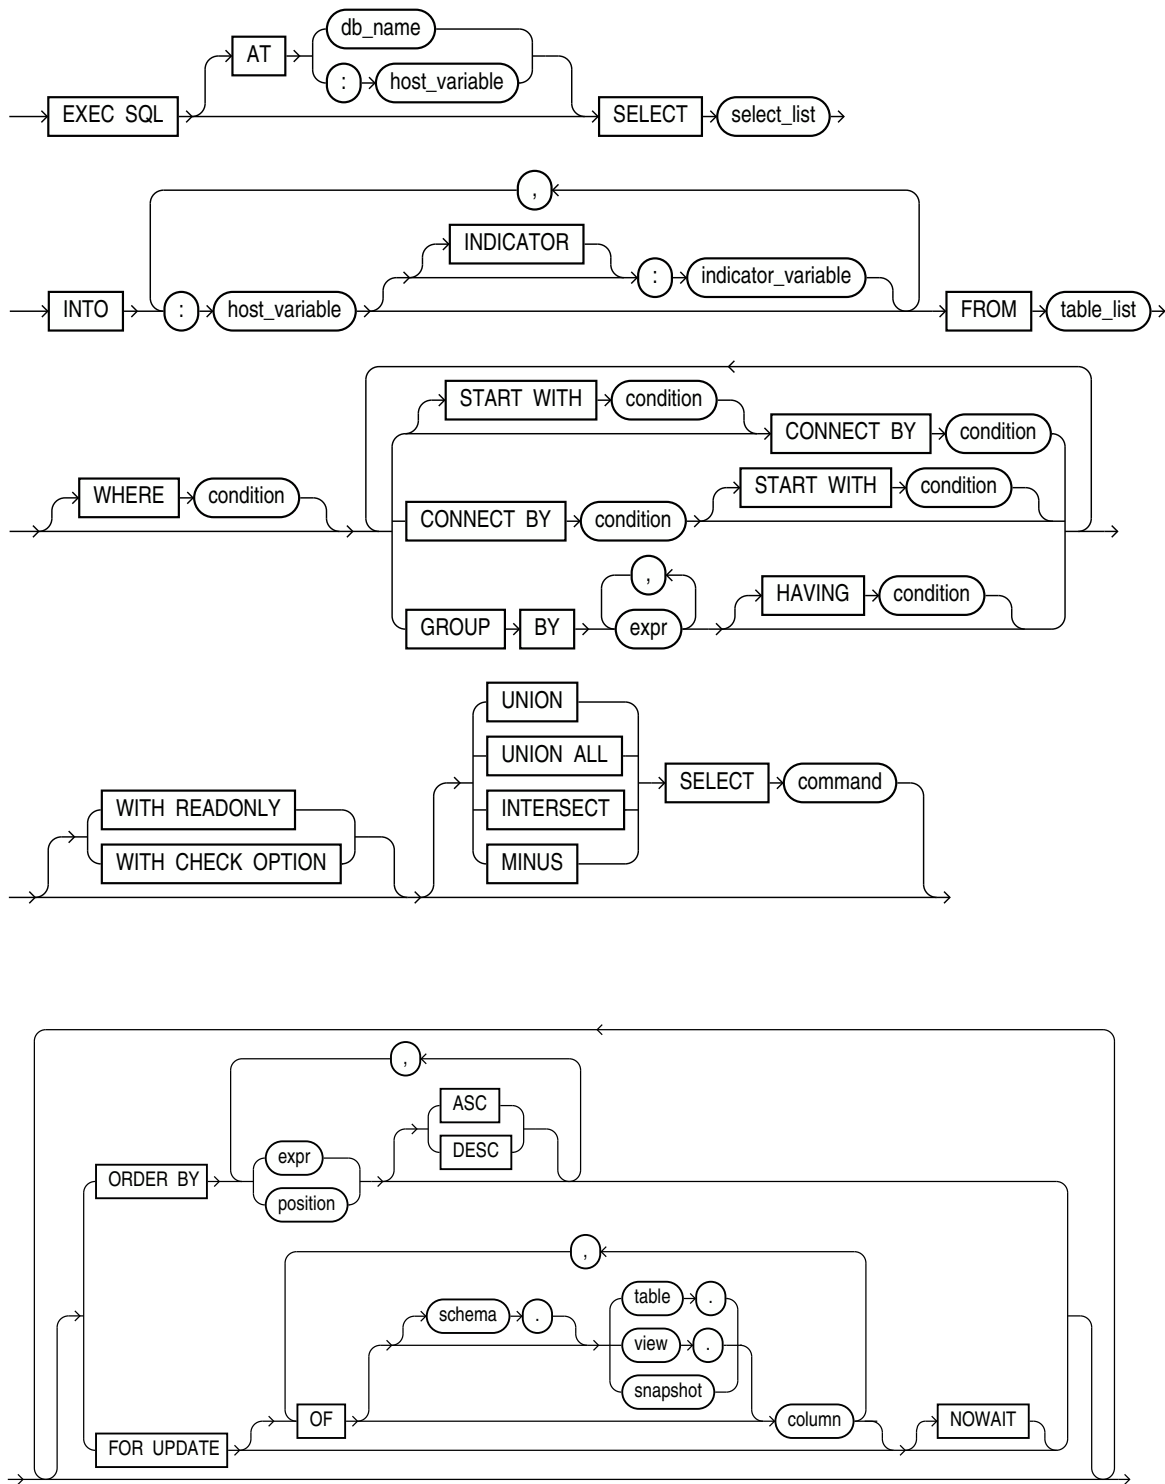 db_name
AT
: host_variable
EXEC SQL SELECT select_list
,
INDICATOR
: indicator_variable
INTO : host_variable FROM table_list
START WITH condition
CONNECT BY condition
WHERE condition START WITH condition
CONNECT BY condition
,
HAVING condition
GROUP BY expr
UNION
UNION ALL
SELECT command
WITH READONLY INTERSECT
WITH CHECK OPTION MINUS
,
ASC
DESC
expr
ORDER BY
position
,
table .
schema .
view .
snapshot
OF column NOWAIT
FOR UPDATE